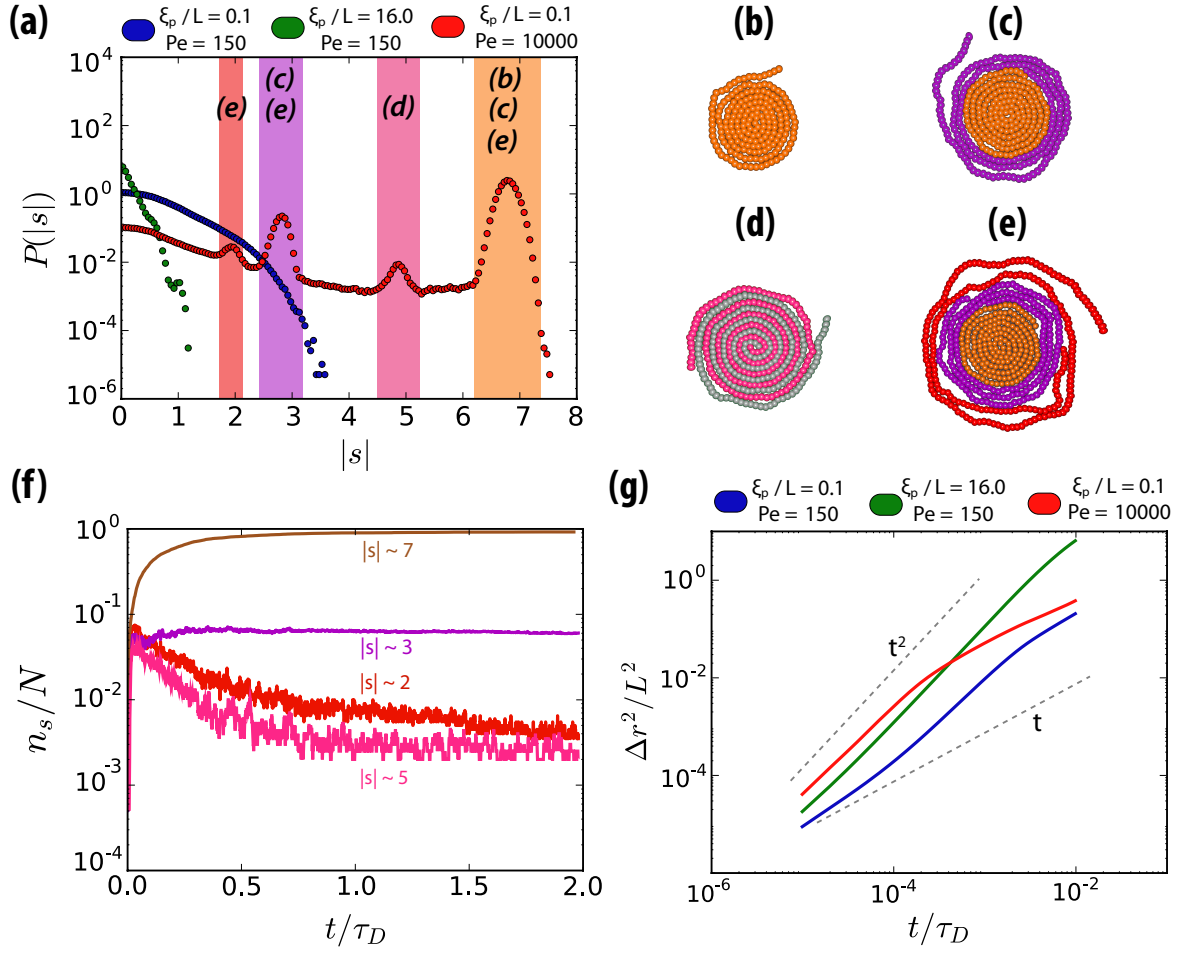 (a)
ξp / L = 0.1
Pe = 150
ξp / L = 16.0
Pe = 150
ξp / L = 0.1
Pe = 10000
P(|s|)
10^4
10^2
10^0
10^-2
10^-4
10^-6
(e)
(c)
(e)
(d)
(b)
(c)
(e)
0 1 2 3 4 5 6 7 8
|s|
(b)
(c)
(d)
(e)
(f)
n_s/N
10^0
10^-1
10^-2
10^-3
10^-4
|s| ~ 7
|s| ~ 3
|s| ~ 2
|s| ~ 5
0.0 0.5 1.0 1.5 2.0
t/τ_D
(g)
ξp / L = 0.1
Pe = 150
ξp / L = 16.0
Pe = 150
ξp / L = 0.1
Pe = 10000
Δr^2/L^2
10^0
10^-2
10^-4
t^2
t
10^-6 10^-4 10^-2
t/τ_D